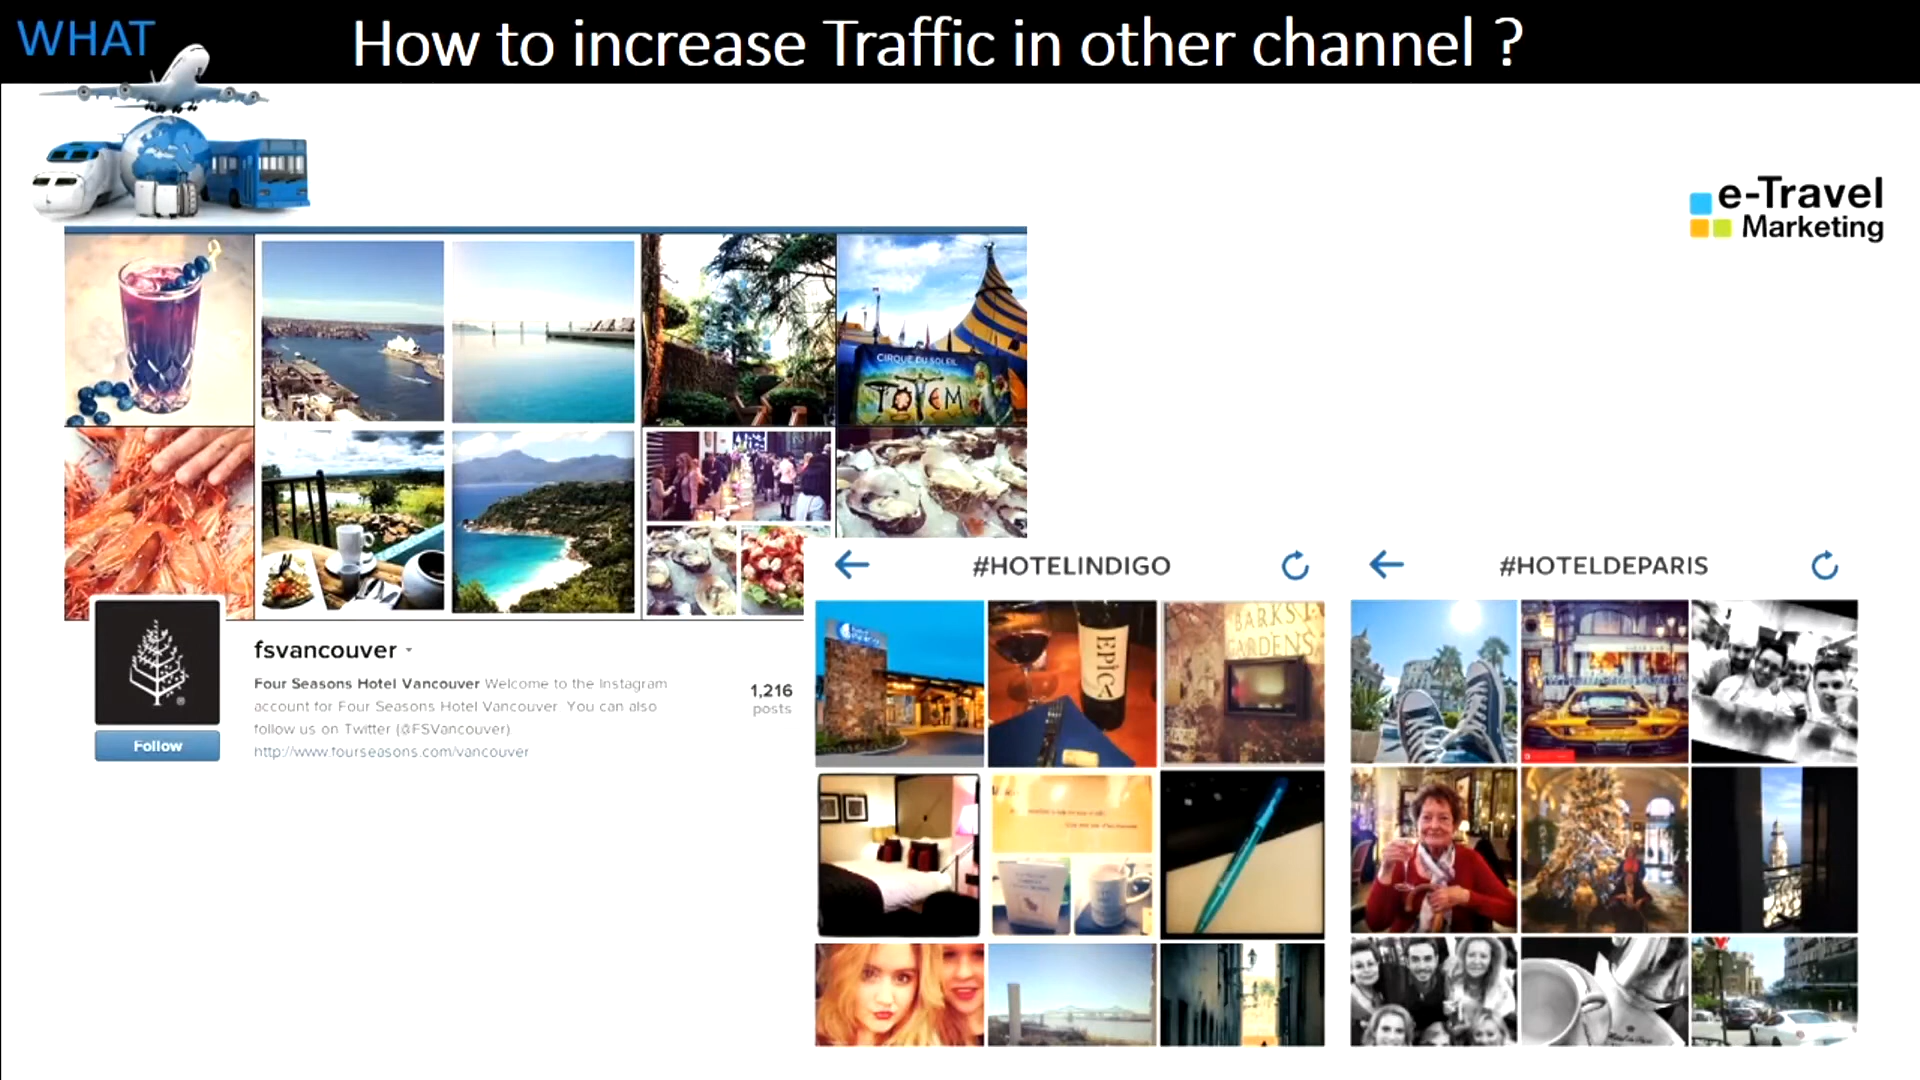 WHAT
How to increase Traffic in other channel ?
e-Travel
Marketing
CIRQUE DU SOLEIL
TOTEM
fsvancouver
Four Seasons Hotel Vancouver Welcome to the Instagram
account for Four Seasons Hotel Vancouver You can also
follow us on Twitter (@FSVancouver)
http://www.fourseasons.com/vancouver
1,216
posts
Follow
#HOTELINDIGO
EPICA
GARDENS
#HOTELDEPARIS